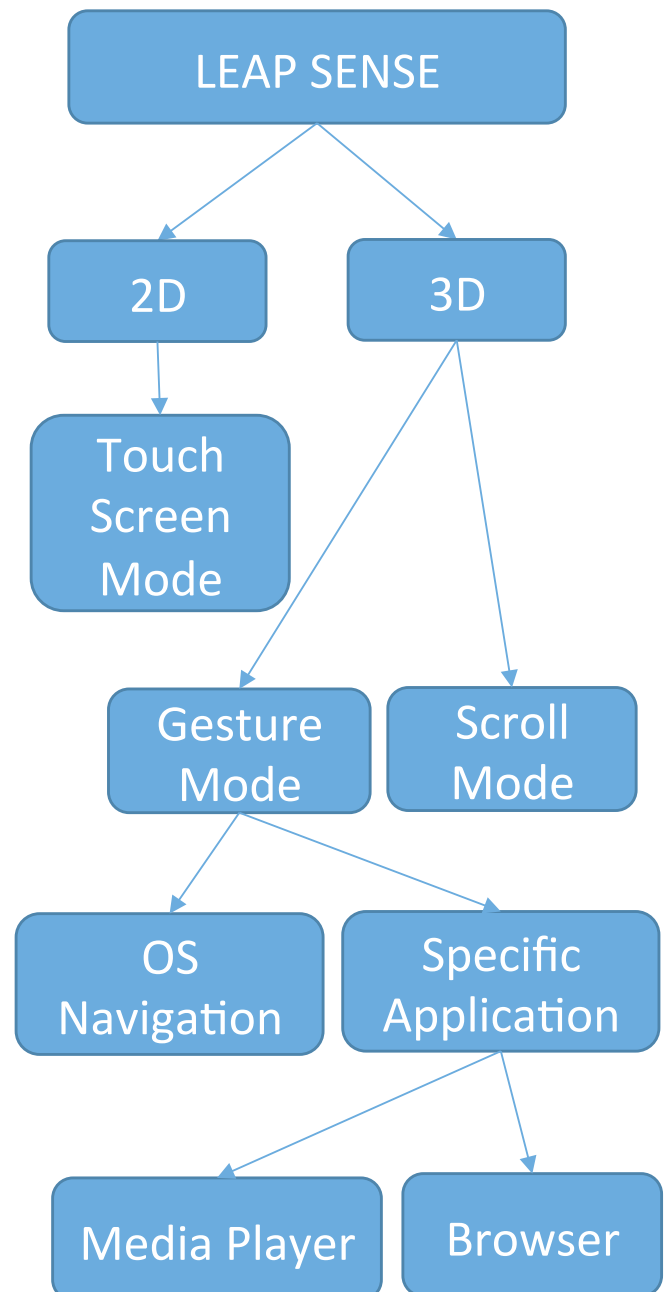 LEAP SENSE
2D
3D
Touch
Screen
Mode
Gesture
Mode
Scroll
Mode
OS
Navigation
Specific
Application
Media Player
Browser